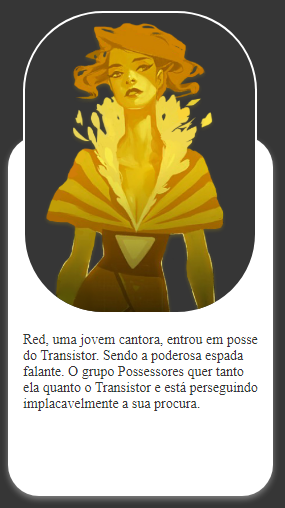 Red, uma jovem cantora, entrou em posse
do Transistor. Sendo a poderosa espada
falante. O grupo Possessores quer tanto
ela quanto o Transistor e está perseguindo
implacavelmente a sua procura.